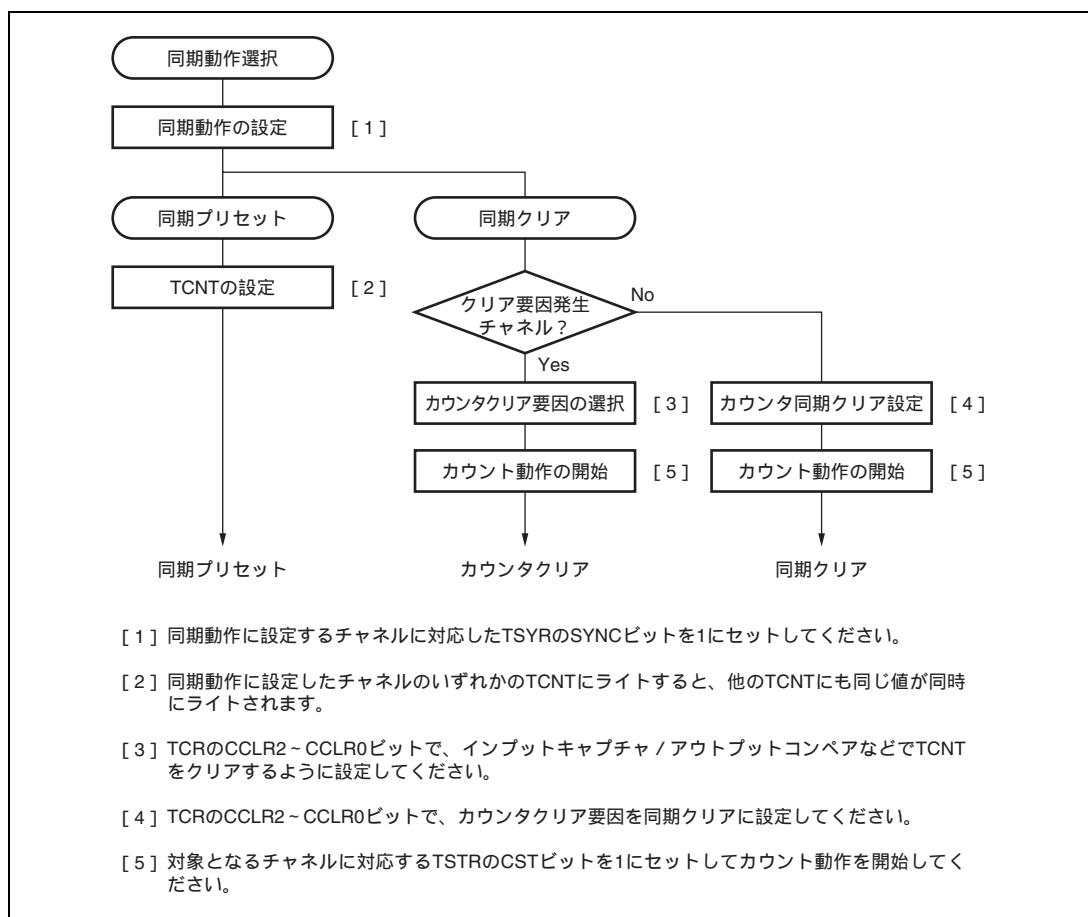 同期動作選択
同期動作の設定 [1]
同期プリセット 同期クリア
TCNTの設定 [2]
クリア要因発生
チャネル?
No
Yes
カウンタクリア要因の選択 [3] カウンタ同期クリア設定 [4]
カウント動作の開始 [5] カウント動作の開始 [5]
同期プリセット カウンタクリア 同期クリア
[1] 同期動作に設定するチャネルに対応したTSYRのSYNCビットを1にセットしてください。
[2] 同期動作に設定したチャネルのいずれかのTCNTにライトすると、他のTCNTにも同じ値が同時
にライトされます。
[3] TCRのCCLR2~CCLR0ビットで、インプットキャプチャ/アウトプットコンペアなどでTCNT
をクリアするように設定してください。
[4] TCRのCCLR2~CCLR0ビットで、カウンタクリア要因を同期クリアに設定してください。
[5] 対象となるチャネルに対応するTSTRのCSTビットを1にセットしてカウント動作を開始してく
ださい。